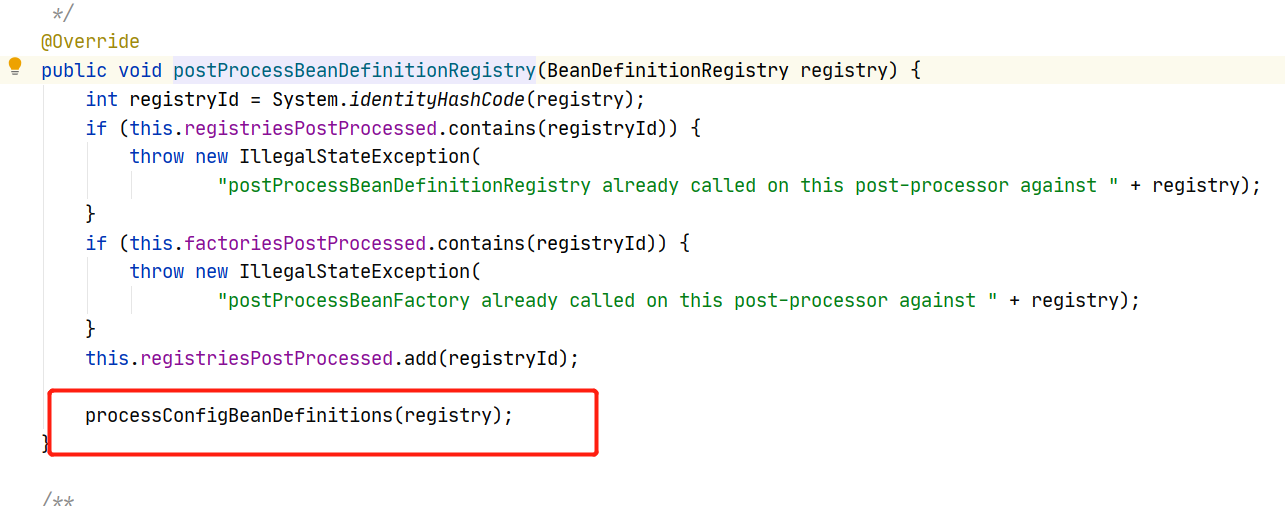 */
@Override
public void postProcessBeanDefinitionRegistry(BeanDefinitionRegistry registry) {
int registryId = System.identityHashCode(registry);
if (this.registriesPostProcessed.contains(registryId)) {
throw new IllegalStateException(
"postProcessBeanDefinitionRegistry already called on this post-processor against " + registry);
}
if (this.factoriesPostProcessed.contains(registryId)) {
throw new IllegalStateException(
"postProcessBeanFactory already called on this post-processor against " + registry);
}
this.registriesPostProcessed.add(registryId);
processConfigBeanDefinitions(registry);
}
/**